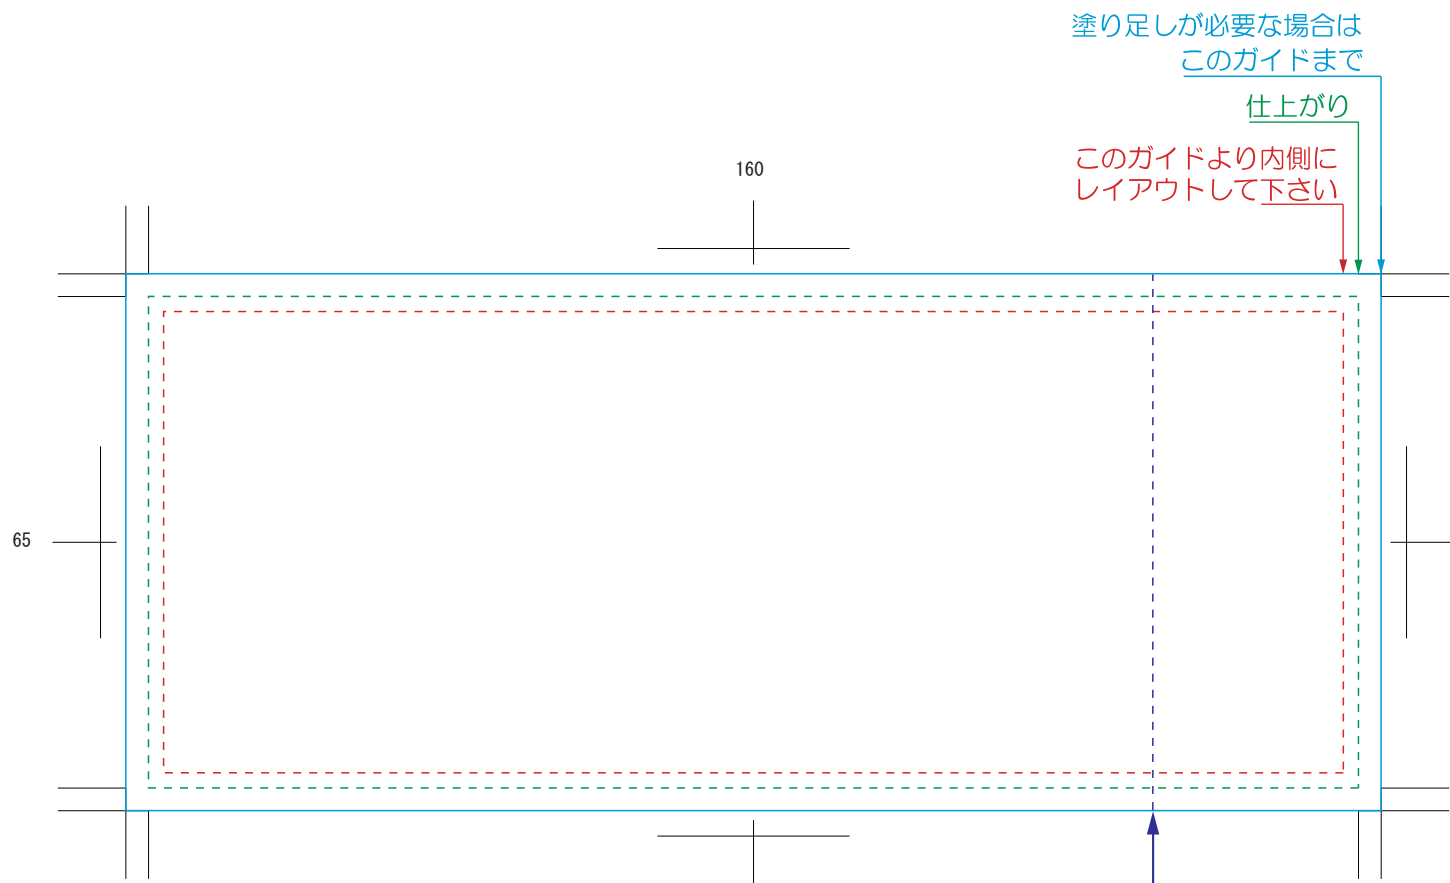 塗り足しが必要な場合は
このガイドまで
仕上がり
このガイドより内側に
レイアウトして下さい
160
65